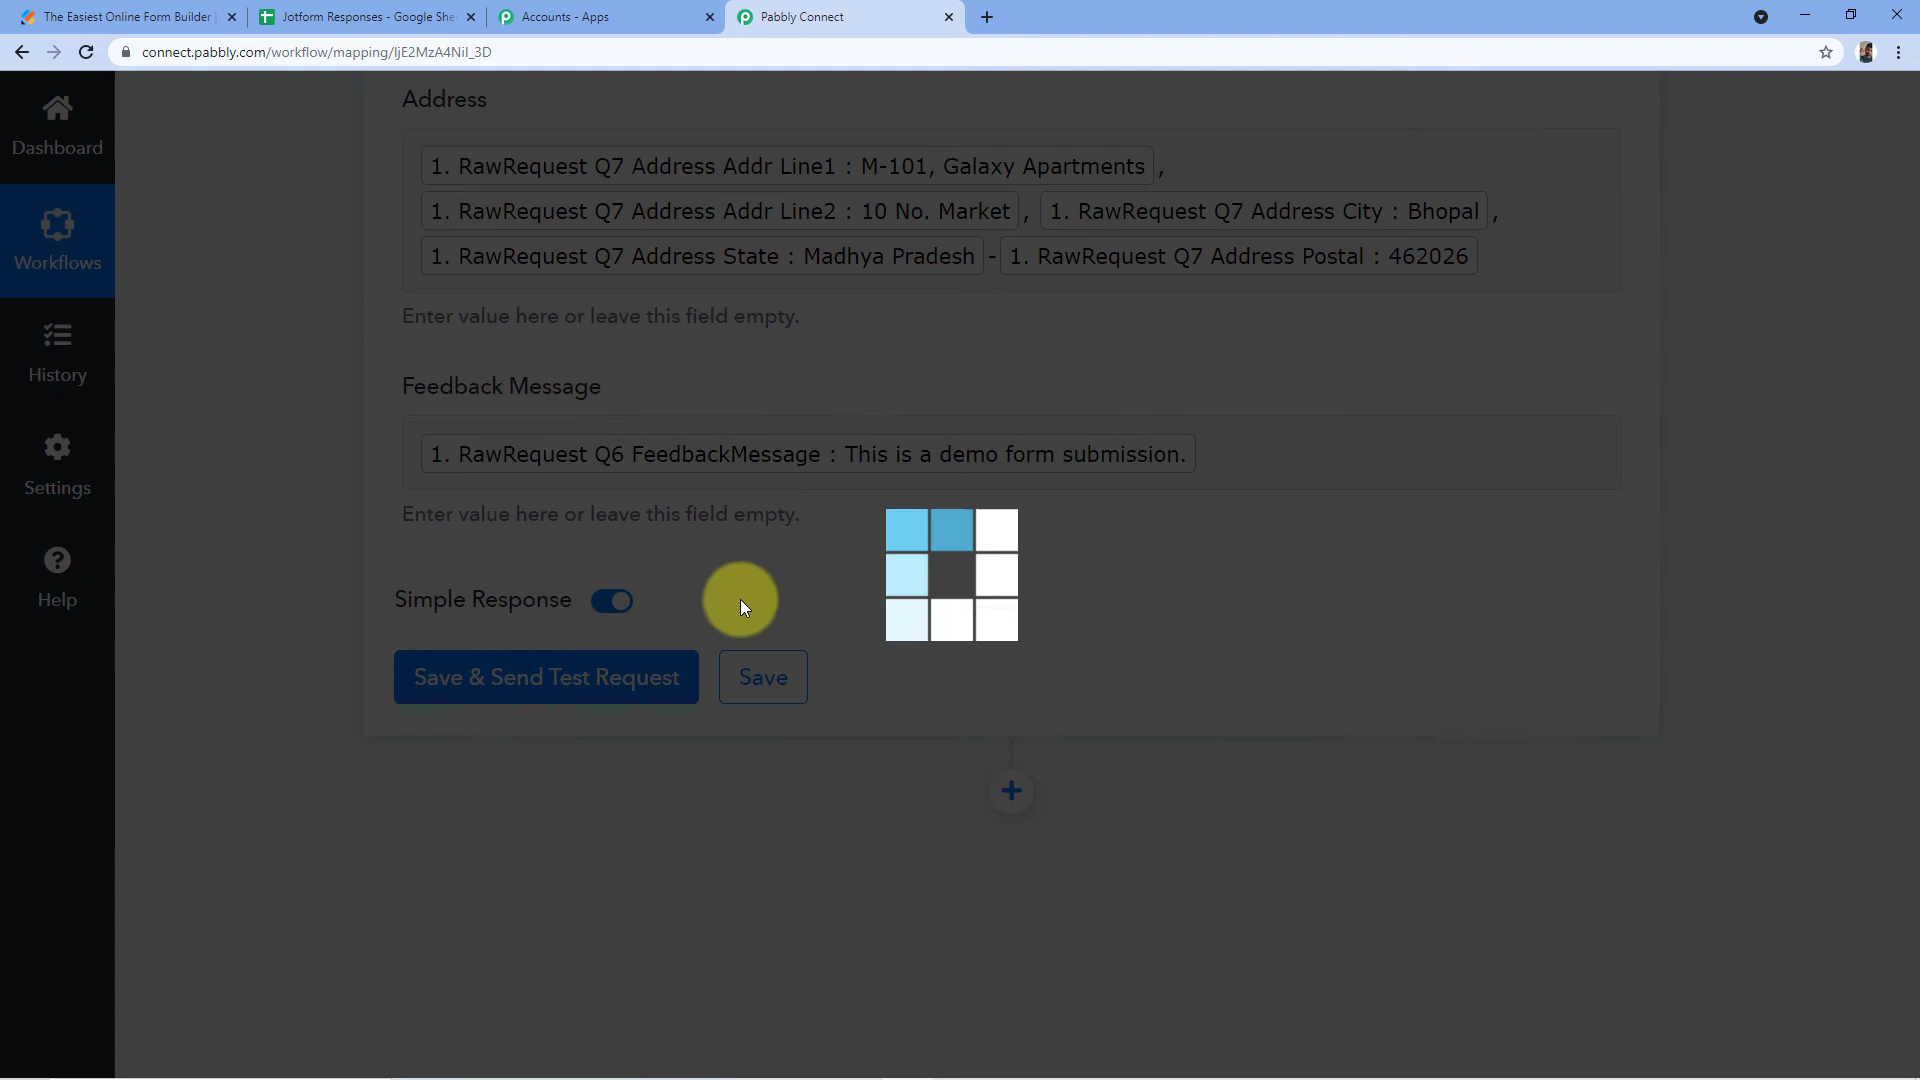 The Easiest Online Form Builder
Jotform Responses - Google She
Accounts - Apps
Pabbly Connect
connect.pabbly.com/workflow/mapping/IjE2MzA4NiI_3D
Dashboard
Workflows
History
Settings
Help
Address
1. RawRequest Q7 Address Addr Line1 : M-101, Galaxy Apartments ,
1. RawRequest Q7 Address Addr Line2 : 10 No. Market , 1. RawRequest Q7 Address City : Bhopal ,
1. RawRequest Q7 Address State : Madhya Pradesh - 1. RawRequest Q7 Address Postal : 462026
Enter value here or leave this field empty.
Feedback Message
1. RawRequest Q6 FeedbackMessage : This is a demo form submission.
Enter value here or leave this field empty.
Simple Response
Save & Send Test Request
Save